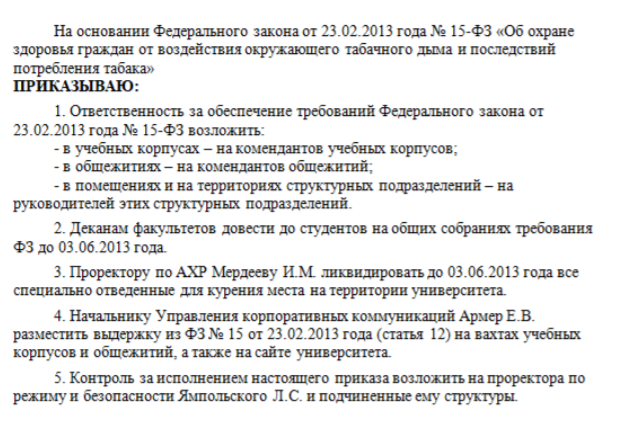 На основании Федерального закона от 23.02.2013 года № 15-ФЗ «Об охране
здоровья граждан от воздействия окружающего табачного дыма и последствий
потребления табака»
ПРИКАЗЫВАЮ:
1. Ответственность за обеспечение требований Федерального закона от
23.02.2013 года № 15-ФЗ возложить:
- в учебных корпусах – на комендантов учебных корпусов;
- в общежитиях – на комендантов общежитий;
- в помещениях и на территориях структурных подразделений – на
руководителей этих структурных подразделений.
2. Деканам факультетов довести до студентов на общих собраниях требования
ФЗ до 03.06.2013 года.
3. Проректору по АХР Мердееву И.М. ликвидировать до 03.06.2013 года все
специально отведенные для курения места на территории университета.
4. Начальнику Управления корпоративных коммуникаций Армер Е.В.
разместить выдержку из ФЗ № 15 от 23.02.2013 года (статья 12) на вахтах учебных
корпусов и общежитий, а также на сайте университета.
5. Контроль за исполнением настоящего приказа возложить на проректора по
режиму и безопасности Ямпольского Л.С. и подчиненные ему структуры.